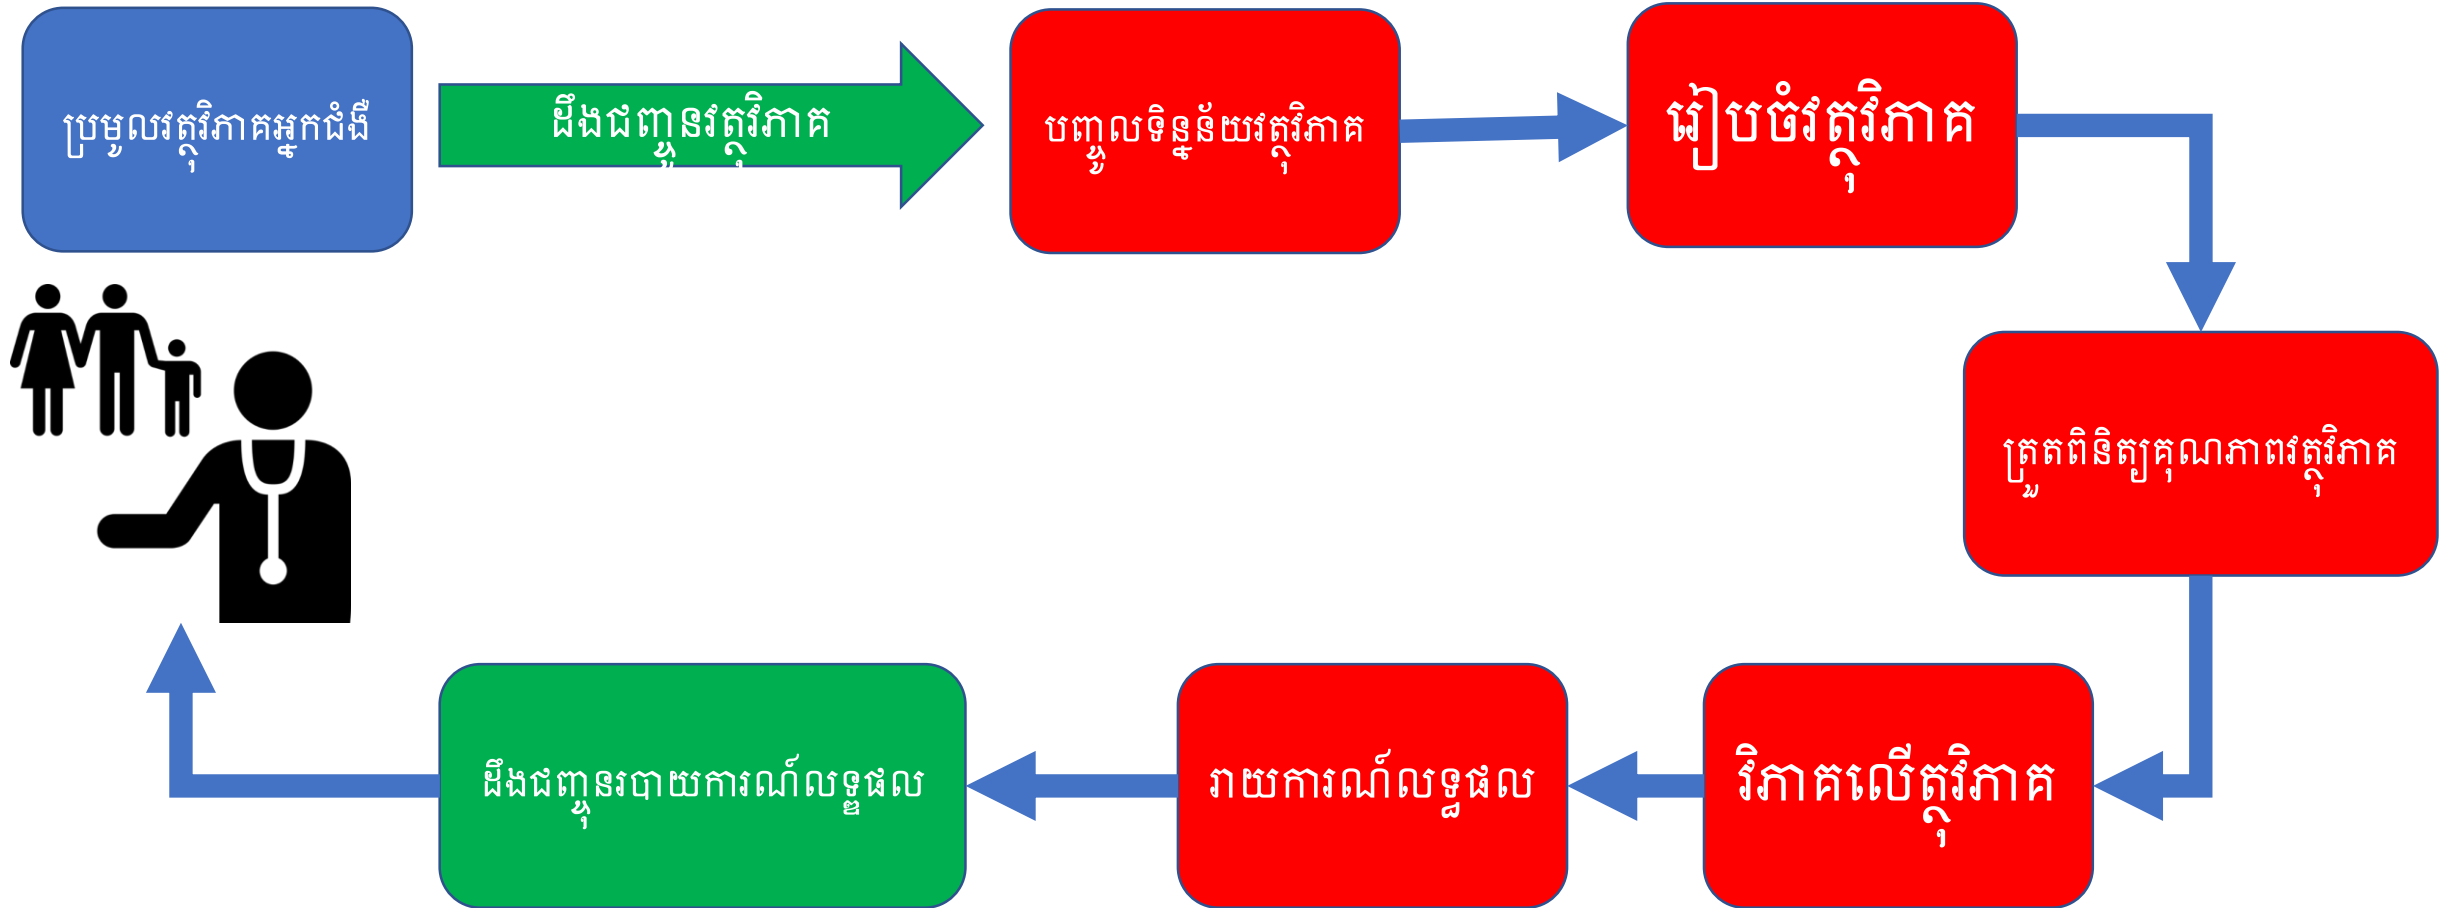 ប្រមូលវត្ថុវិភាគអ្នកជំងឺ
ដឹងជញ្ជូនវត្ថុវិភាគ
បញ្ចូលទិន្នន័យវត្ថុវិភាគ
រៀបចំវត្ថុវិភាគ
ត្រួតពិនិត្យគុណភាពវត្ថុវិភាគ
វិភាគលើត្ថុវិភាគ
រាយការណ៍លទ្ធផល
ដឹងជញ្ជុនរបាយការណ៍លទ្ឌផល